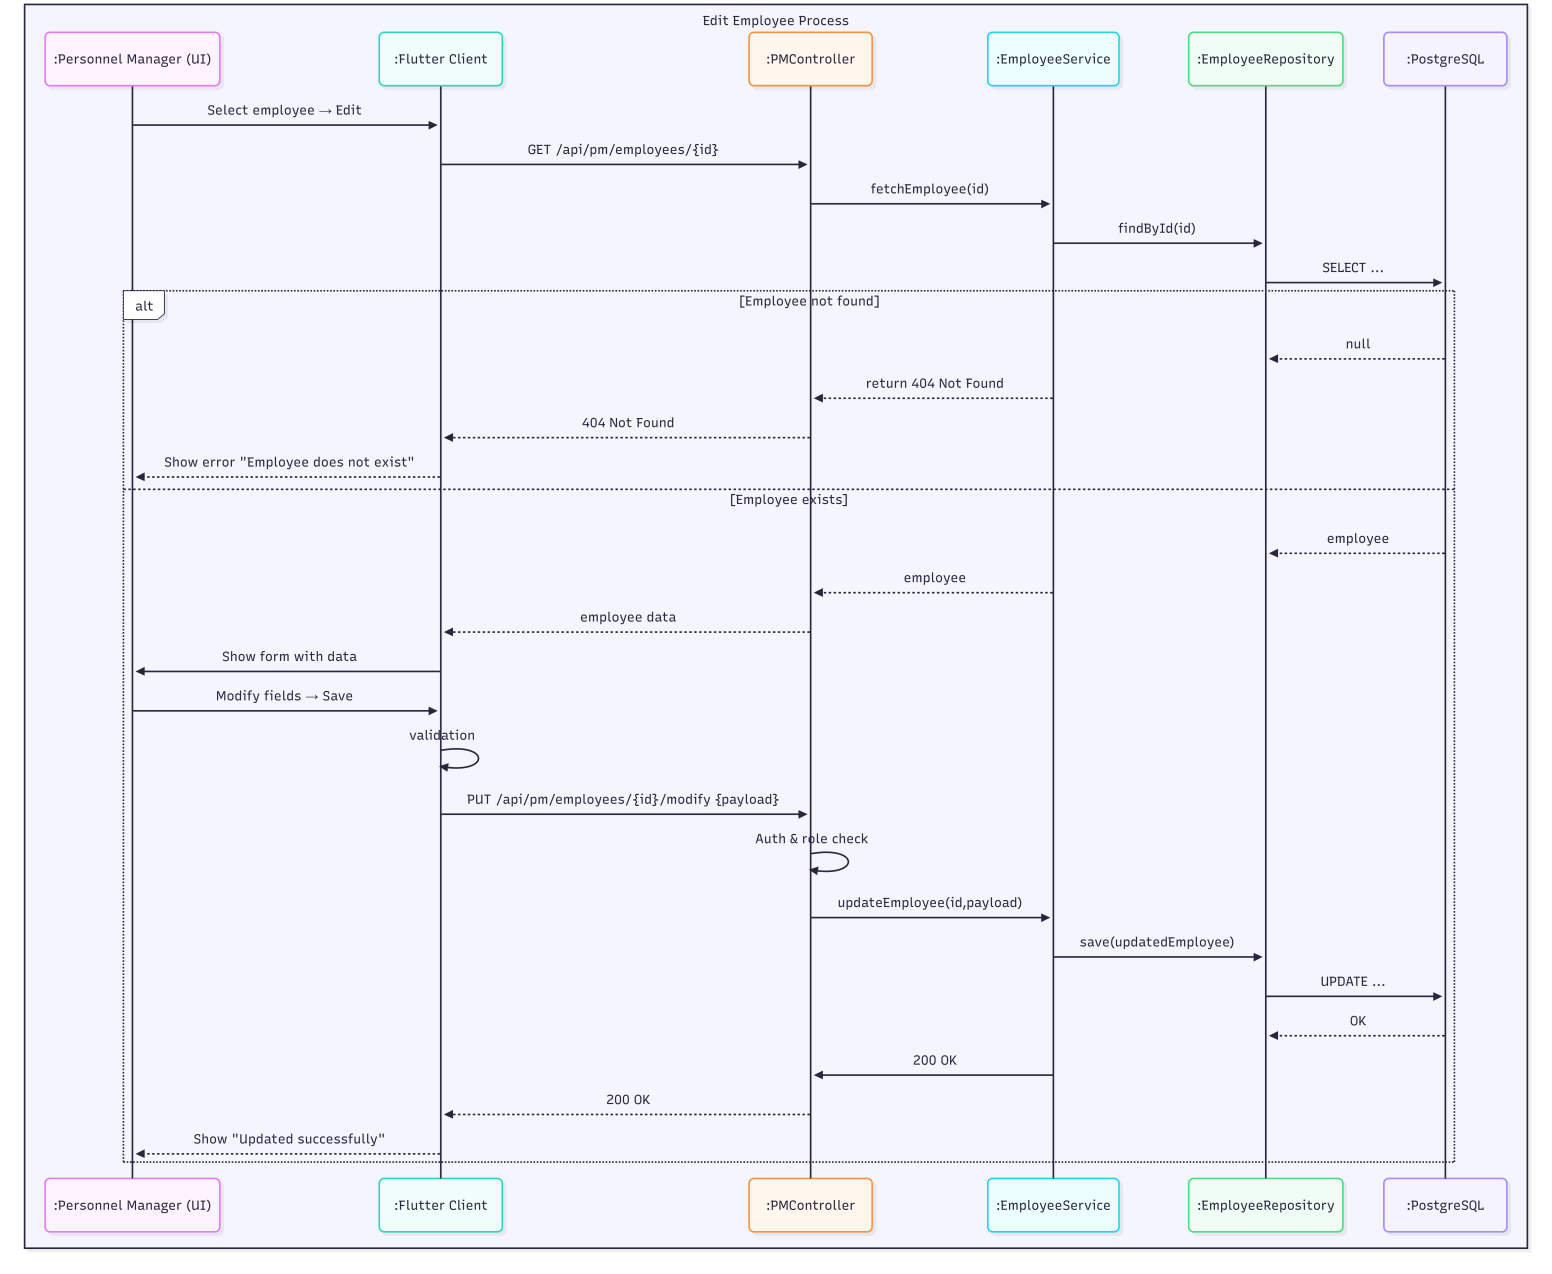 Edit Employee Process
:Personnel Manager (UI)
:Flutter Client
:PMController
:EmployeeService
:EmployeeRepository
:PostgreSQL
Select employee → Edit
GET /api/pm/employees/{id}
fetchEmployee(id)
findById(id)
SELECT ...
alt
[Employee not found]
null
return 404 Not Found
404 Not Found
Show error "Employee does not exist"
[Employee exists]
employee
employee
employee data
Show form with data
Modify fields → Save
validation
PUT /api/pm/employees/{id}/modify {payload}
Auth & role check
updateEmployee(id,payload)
save(updatedEmployee)
UPDATE ...
OK
200 OK
200 OK
Show "Updated successfully"
:Personnel Manager (UI)
:Flutter Client
:PMController
:EmployeeService
:EmployeeRepository
:PostgreSQL